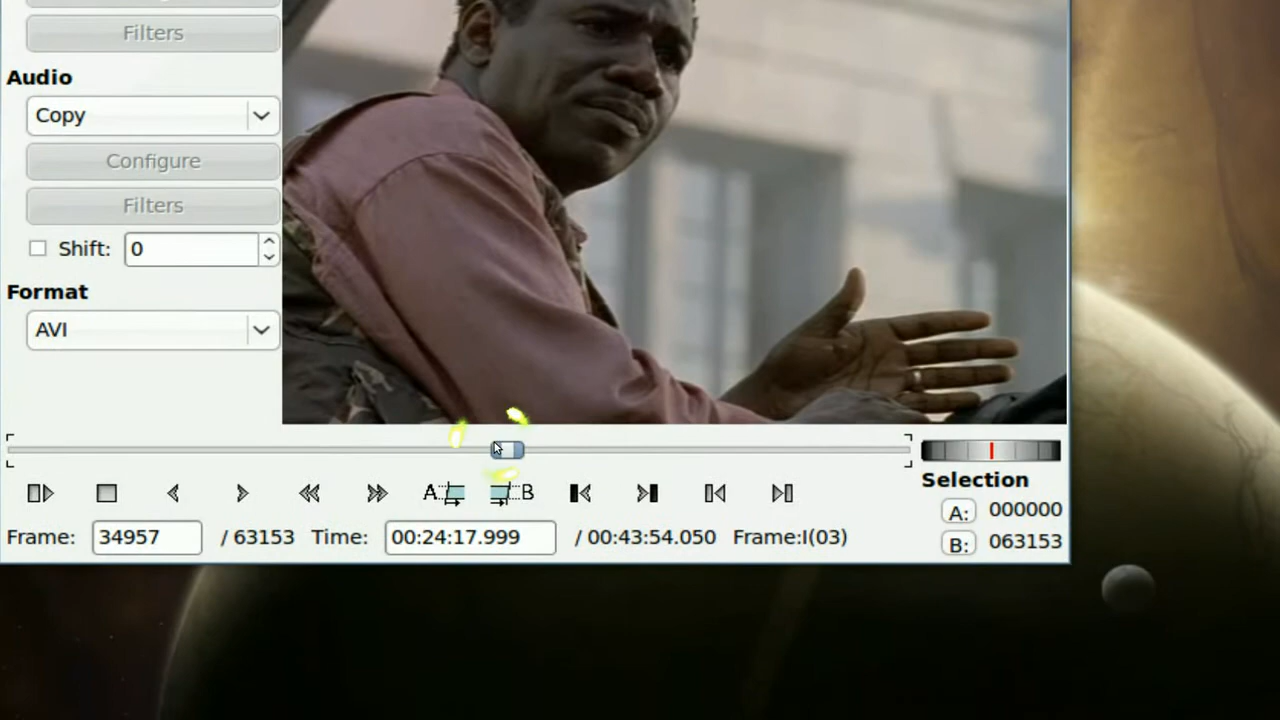 Filters
Audio
Copy
Configure
Filters
Shift: 0
Format
AVI
A B
Selection
A: 000000
Frame: 34957 / 63153 Time: 00:24:17.999 / 00:43:54.050 Frame:I(03)
B: 063153